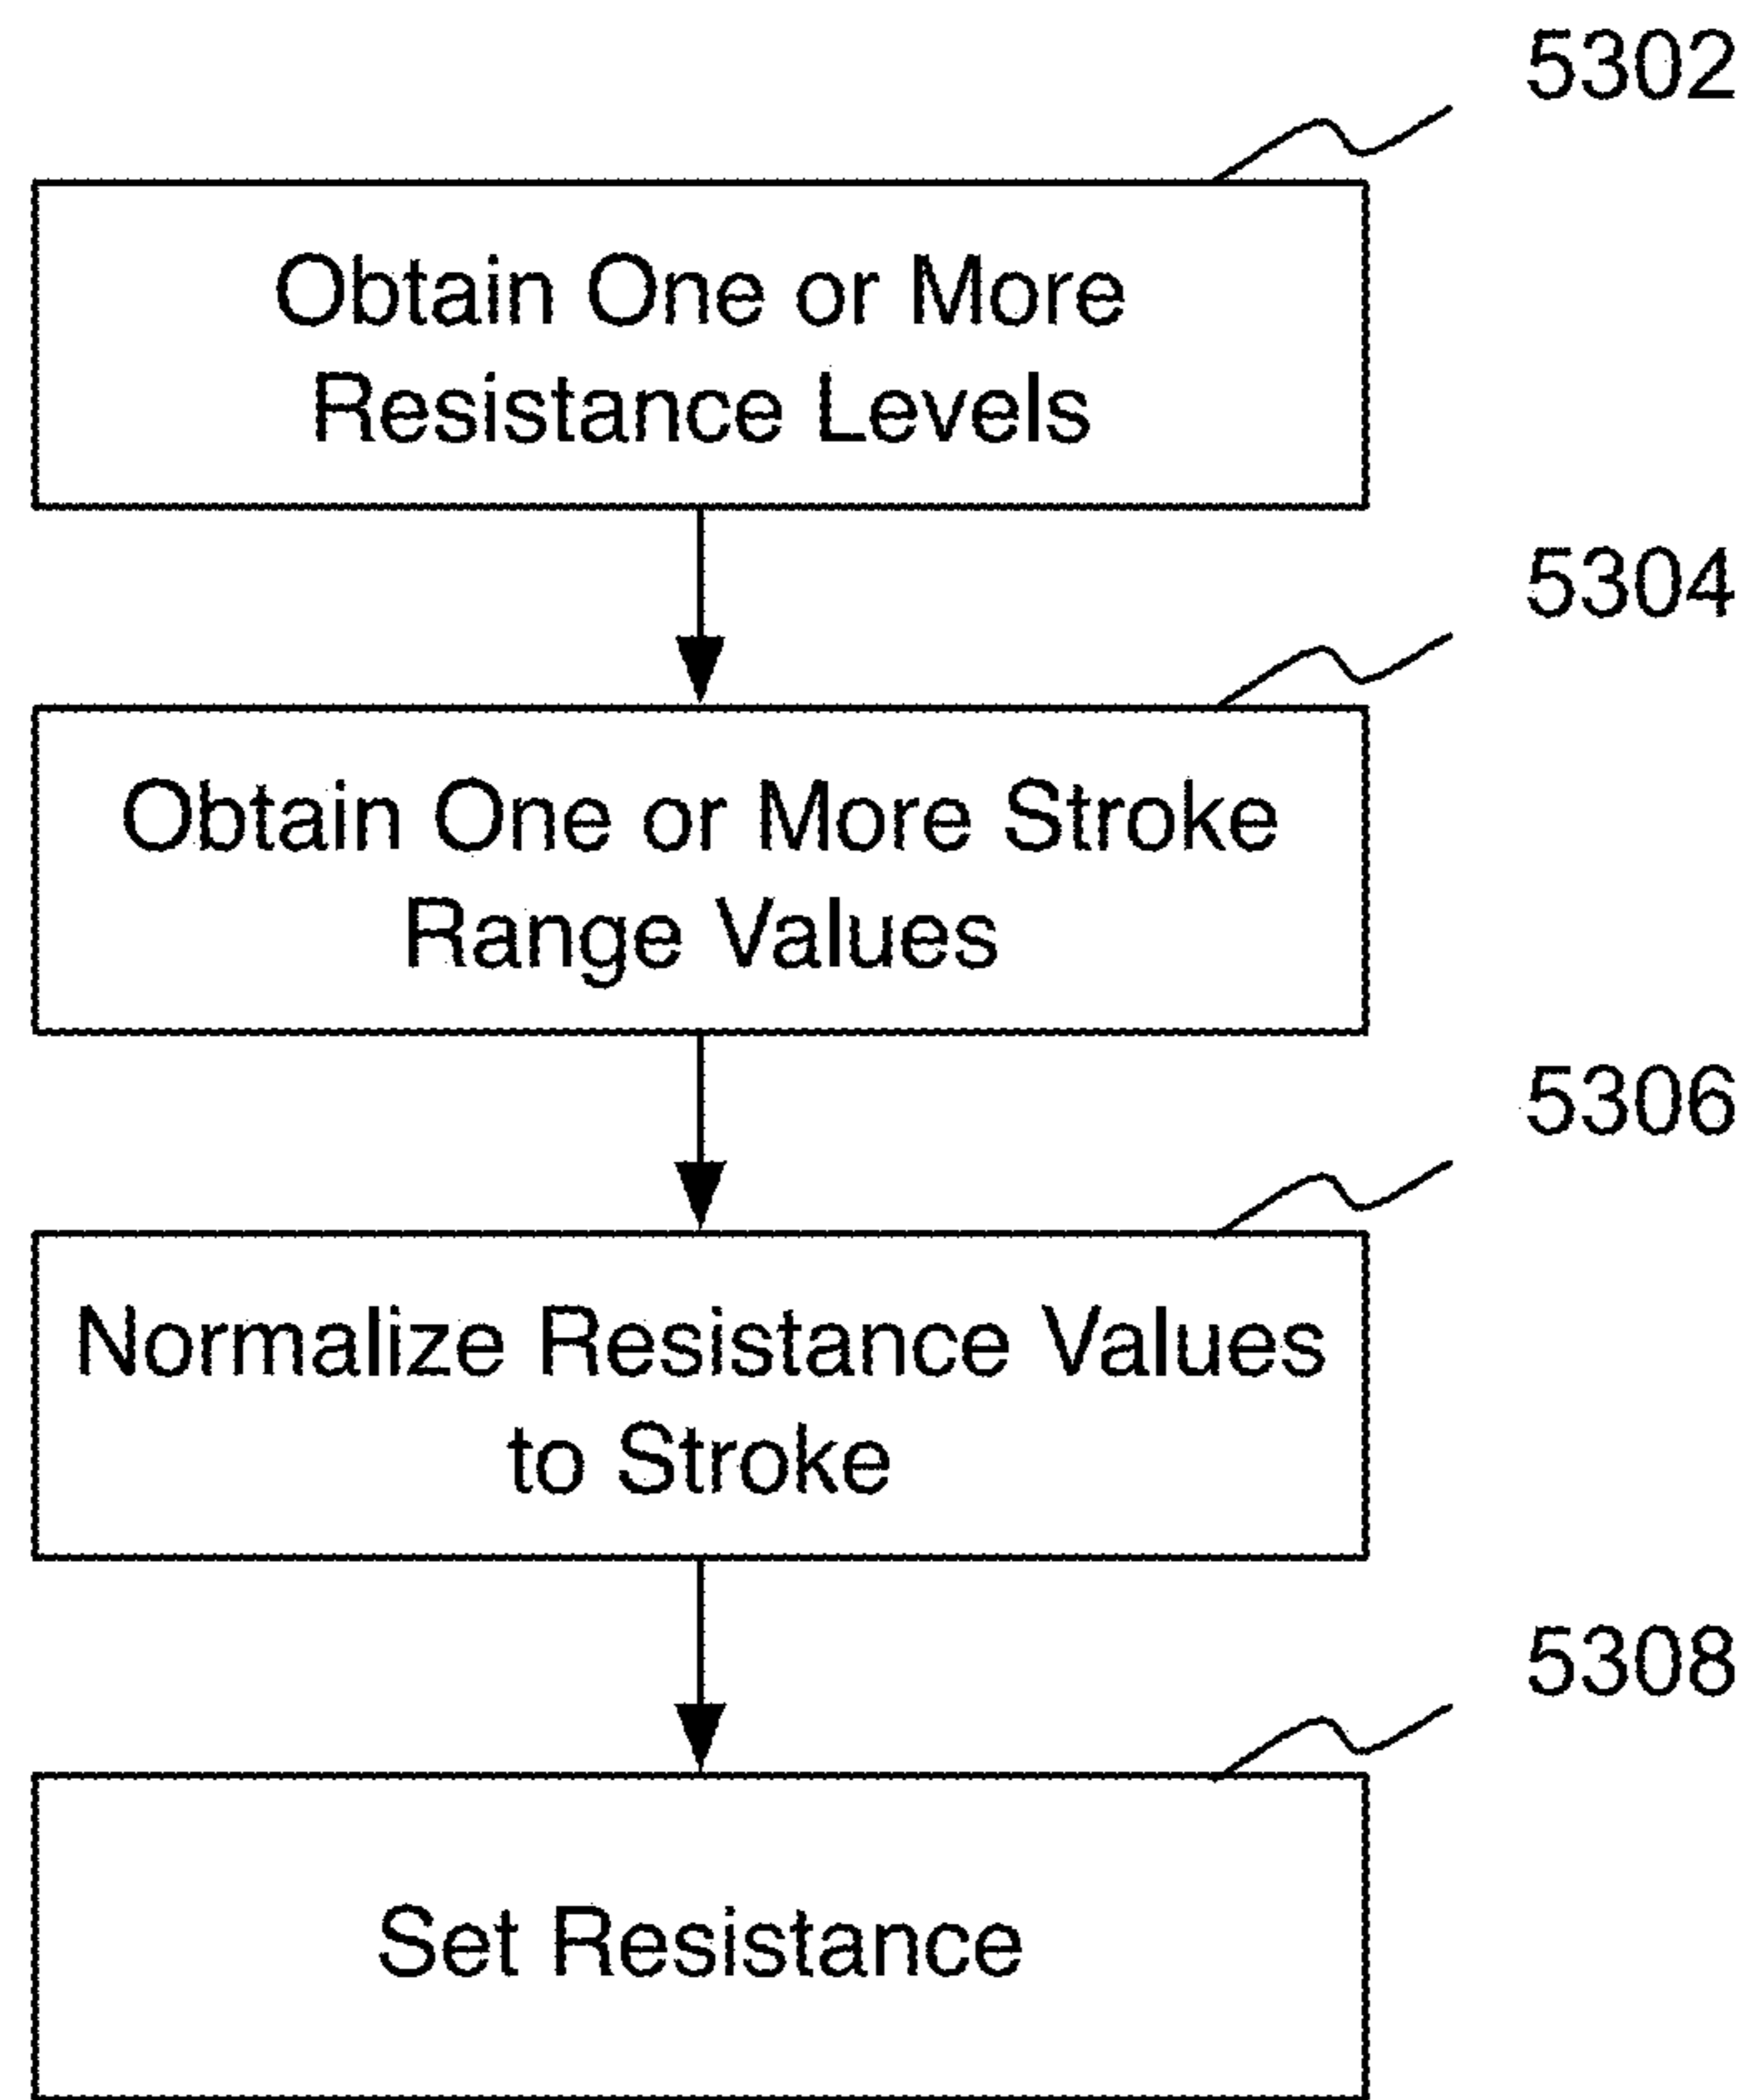 5302
Obtain One or More
Resistance Levels
5304
Obtain One or More Stroke
Range Values
5306
Normalize Resistance Values
to Stroke
5308
Set Resistance